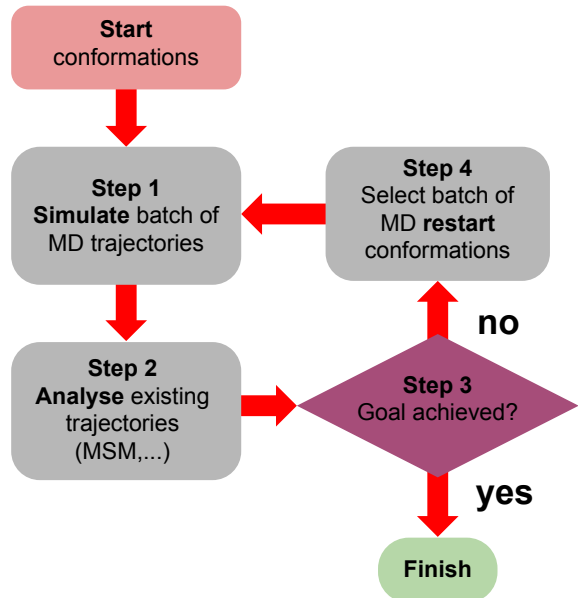 Start
conformations
Step 1
Simulate batch of
MD trajectories
Step 4
Select batch of
MD restart
conformations
Step 2
Analyse existing
trajectories
(MSM,...)
Step 3
Goal achieved?
no
yes
Finish